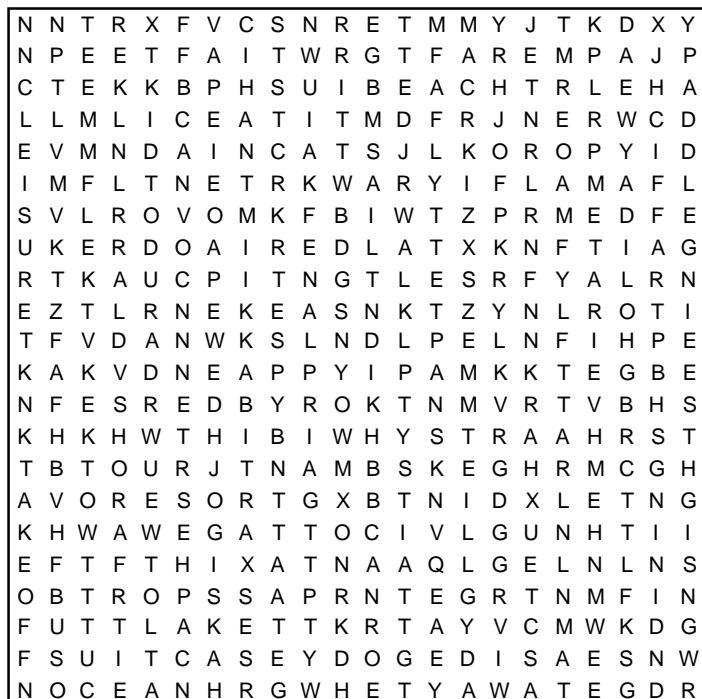 N N T R X F V C S N R E T M M Y J T K D X Y
N P E E T F A I T W R G T F A R E M P A J P
C T E K K B P H S U I B E A C H T R L E H A
L L M L I C E A T I T M D F R J N E R W C D
E V M N D A I N C A T S J L K O R O P Y I D
I M F L T N E T R K W A R Y I F L A M A F L
S V L R O V O M K F B I W T Z P R M E D F E
U K E R D O A I R E D L A T X K N F T I A G
R T K A U C P I T N G T L E S R F Y A L R N
E Z T L R N E K E A S N K T Z Y N L R O T I
T F V D A N W K S L N D L P E L N F I H P E
K A K V D N E A P P Y I P A M K K T E G B E
N F E S R E D B Y R O K T N M V R T V B H S
K H K H W T H I B I W H Y S T R A A H R S T
T B T O U R J T N A M B S K E G H R M C G H
A V O R E S O R T G X B T N I D X L E T N G
K H W A W E G A T T O C I V L G U N H T I I
E F T F T H I X A T N A A Q L G E L N L N S
O B T R O P S S A P R N T E G R T N M F I N
F U T T L A K E T T K R T A Y V C M W K D G
F S U I T C A S E Y D O G E D I S A E S N W
N O C E A N H R G W H E T Y A W A T E G D R